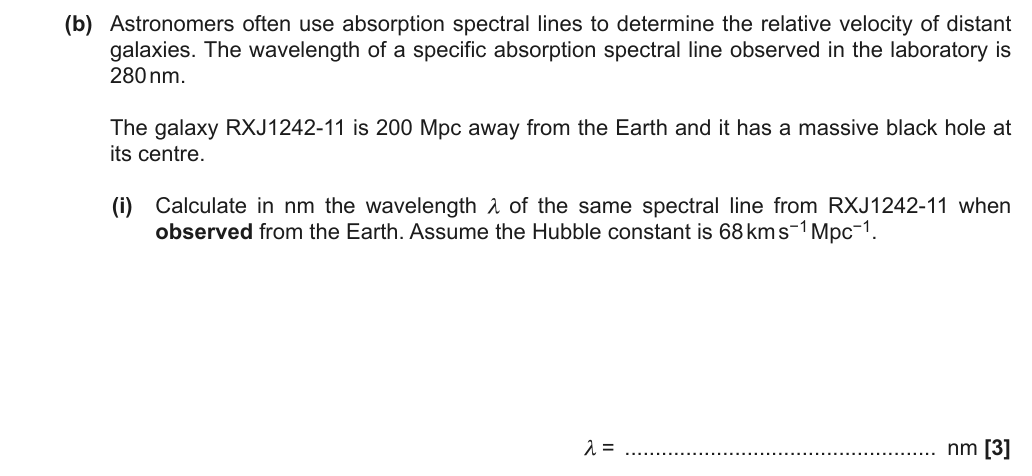 (b) Astronomers often use absorption spectral lines to determine the relative velocity of distant
galaxies. The wavelength of a specific absorption spectral line observed in the laboratory is
280 nm.
The galaxy RXJ1242-11 is 200 Mpc away from the Earth and it has a massive black hole at
its centre.
(i) Calculate in nm the wavelength λ of the same spectral line from RXJ1242-11 when
observed from the Earth. Assume the Hubble constant is 68 km s⁻¹ Mpc⁻¹.
λ = .................................................... nm [3]